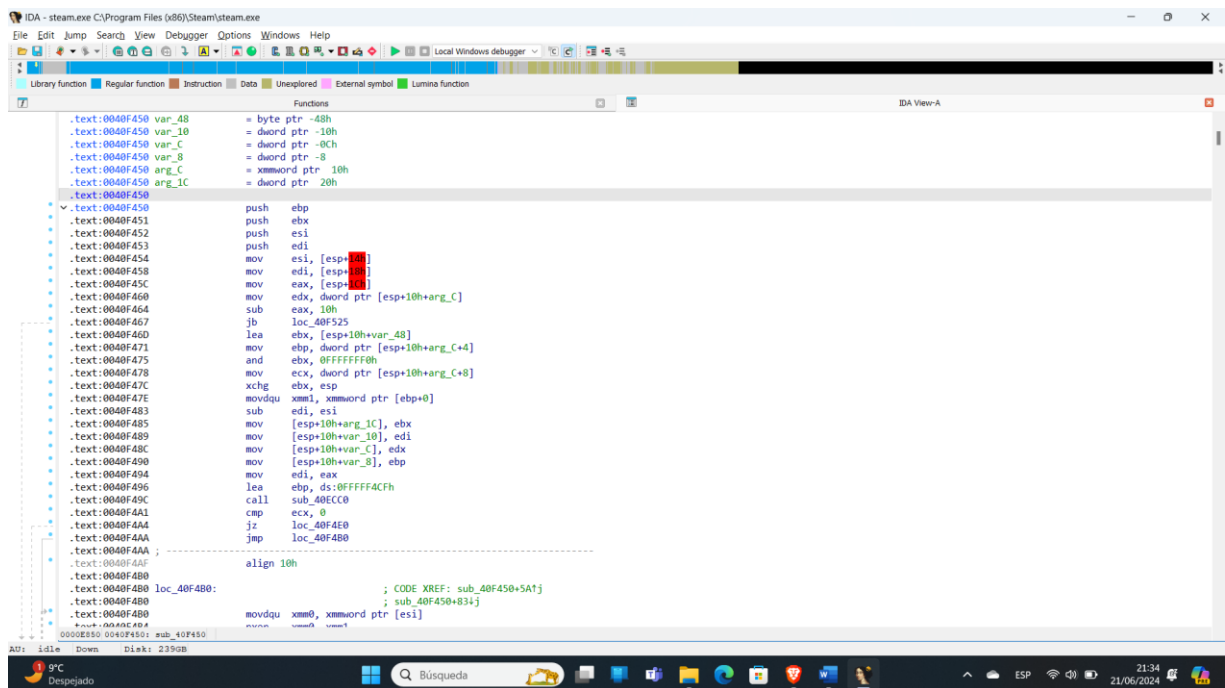 IDA - steam.exe C:\Program Files (x86)\Steam\steam.exe
File Edit Jump Search View Debugger Options Windows Help
Local Windows debugger
Library function Regular function Instruction Data Unexplored External symbol Lumina function
Functions IDA View-A
.text:0040F450 var_48 = byte ptr -48h
.text:0040F450 var_10 = dword ptr -10h
.text:0040F450 var_C = dword ptr -0Ch
.text:0040F450 var_8 = dword ptr -8
.text:0040F450 arg_C = xmmword ptr 10h
.text:0040F450 arg_1C = dword ptr 20h
.text:0040F450
.text:0040F450 push ebp
.text:0040F451 push ebx
.text:0040F452 push esi
.text:0040F453 push edi
.text:0040F454 mov esi, [esp+14h]
.text:0040F458 mov edi, [esp+18h]
.text:0040F45C mov eax, [esp+1Ch]
.text:0040F460 mov edx, dword ptr [esp+10h+arg_C]
.text:0040F464 sub eax, 10h
.text:0040F467 jb loc_40F525
.text:0040F46D lea ebx, [esp+10h+var_48]
.text:0040F471 mov ebp, dword ptr [esp+10h+arg_C+4]
.text:0040F475 and ebx, 0FFFFFFF0h
.text:0040F478 mov ecx, dword ptr [esp+10h+arg_C+8]
.text:0040F47C xchg ebx, esp
.text:0040F47E movdqu xmm1, xmmword ptr [ebp+0]
.text:0040F483 sub edi, esi
.text:0040F485 mov [esp+10h+arg_1C], ebx
.text:0040F489 mov [esp+10h+var_10], edi
.text:0040F48C mov [esp+10h+var_C], edx
.text:0040F490 mov [esp+10h+var_8], ebp
.text:0040F494 mov edi, eax
.text:0040F496 lea ebp, ds:0FFFFF4CFh
.text:0040F49C call sub_40ECC0
.text:0040F4A1 cmp ecx, 0
.text:0040F4A4 jz loc_40F4E0
.text:0040F4AA jmp loc_40F4B0
.text:0040F4AA ; ---------------------------------------------------------------------------
.text:0040F4AF align 10h
.text:0040F4B0
.text:0040F4B0 loc_40F4B0: ; CODE XREF: sub_40F450+5A↑j
.text:0040F4B0 ; sub_40F450+83↓j
.text:0040F4B0 movdqu xmm0, xmmword ptr [esi]
.text:0040F4B4 pxor xmm0, xmm1
0000E850 0040F450: sub_40F450
AU: idle Down Disk: 239GB
1 9°C
Despejado
Búsqueda
ESP
21:34
21/06/2024